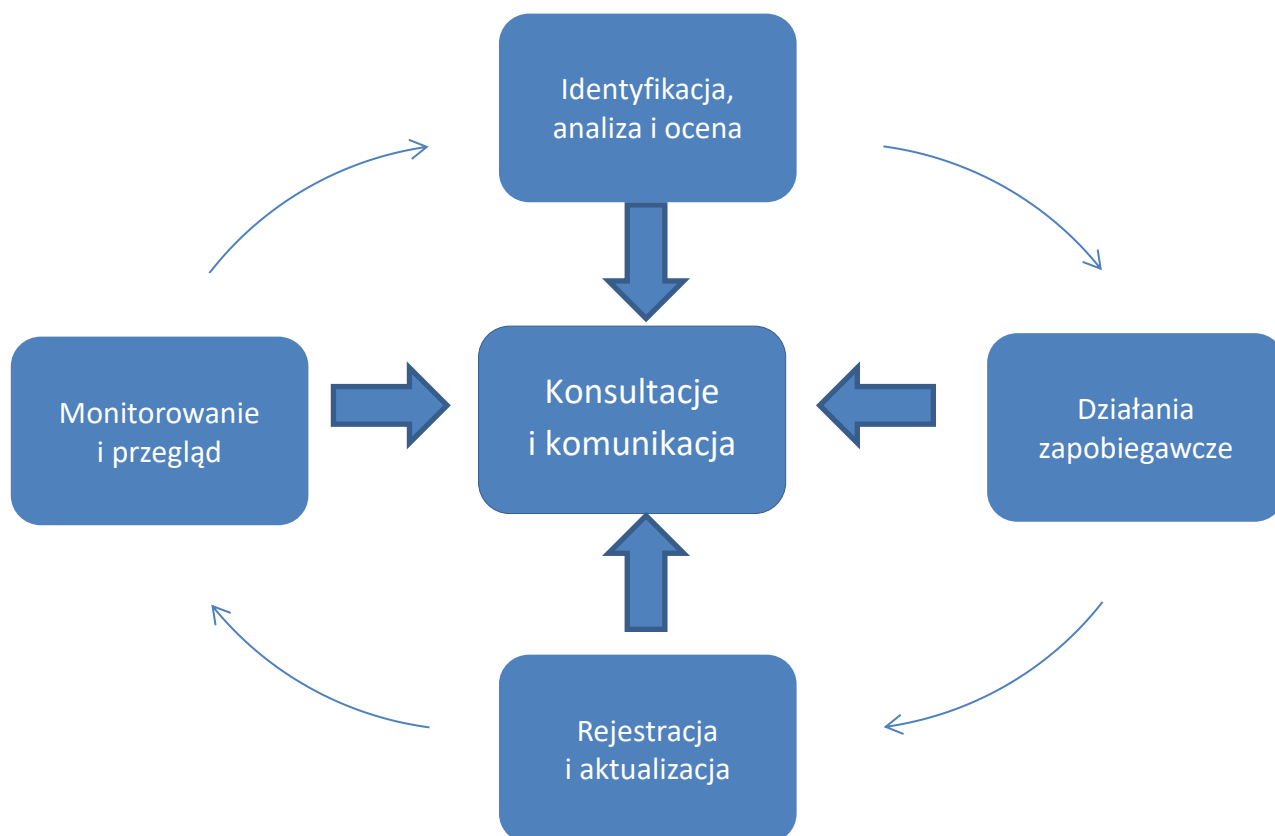 Identyfikacja,
analiza i ocena
Monitorowanie
i przegląd
Konsultacje
i komunikacja
Działania
zapobiegawcze
Rejestracja
i aktualizacja